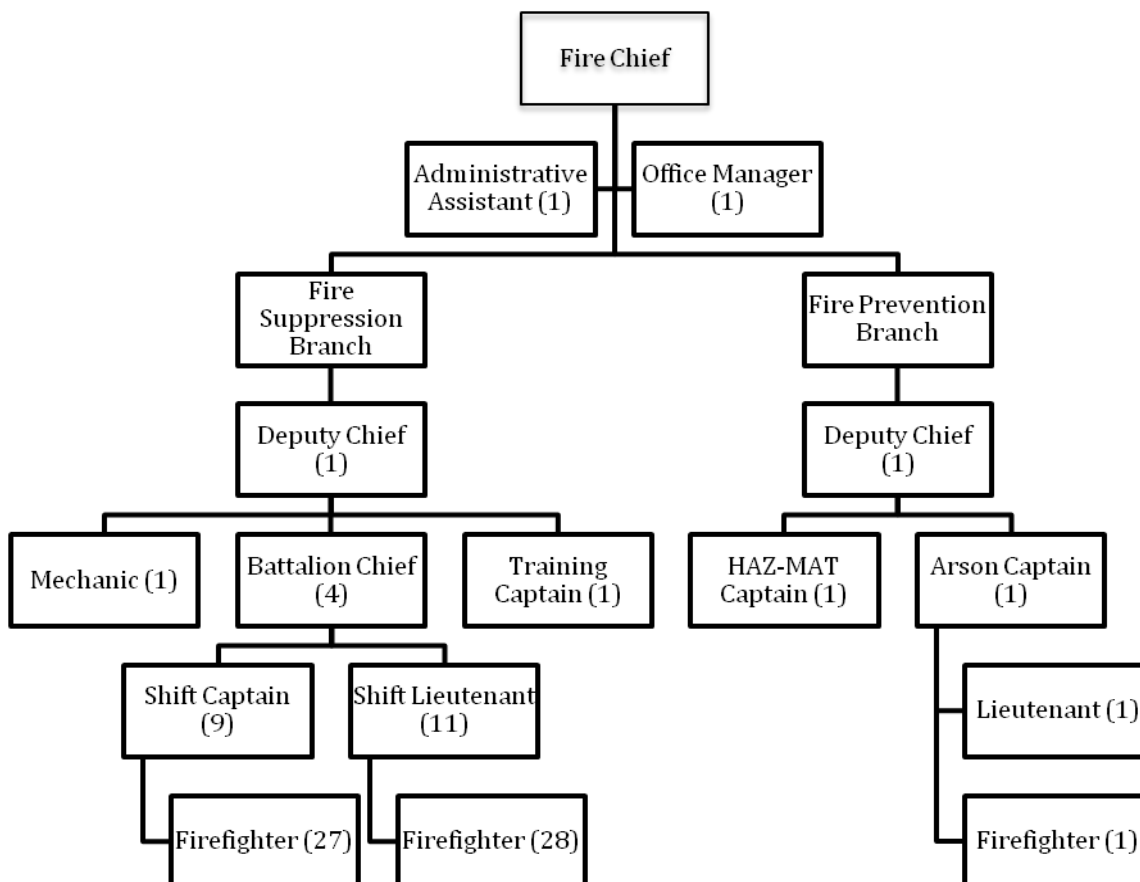 Fire Chief
Administrative
Assistant (1)
Office Manager
(1)
Fire
Suppression
Branch
Fire Prevention
Branch
Deputy Chief
(1)
Deputy Chief
(1)
Mechanic (1)
Battalion Chief
(4)
Training
Captain (1)
HAZ-MAT
Captain (1)
Arson Captain
(1)
Shift Captain
(9)
Shift Lieutenant
(11)
Lieutenant (1)
Firefighter (27)
Firefighter (28)
Firefighter (1)